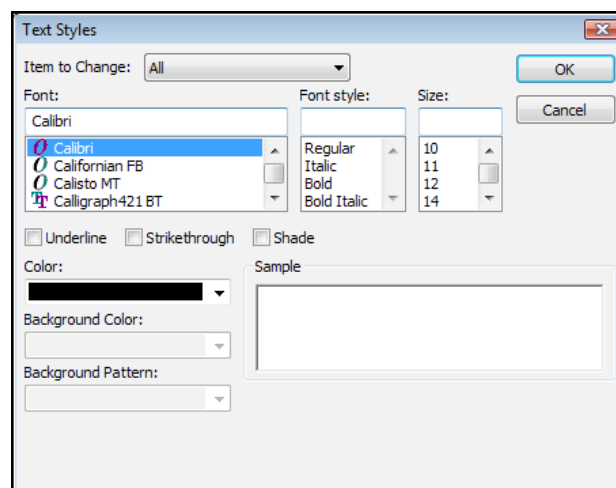 Text Styles
Item to Change: All
OK
Font: Font style: Size:
Cancel
Calibri
Calibri Regular 10
Californian FB Italic 11
Calisto MT Bold 12
Calligraph421 BT Bold Italic 14
Underline Strikethrough Shade
Color: Sample
Background Color:
Background Pattern: